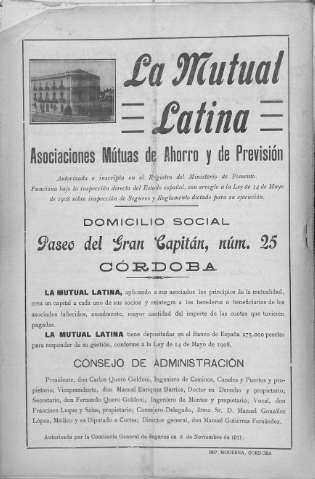 La Mutual
Latina
Asociaciones Mútuas de Ahorro y de Previsión
Autorizada é inscripta en el Registro del Ministerio de Fomento.
Funciona bajo la inspección directa del Estado español, con arreglo á la Ley de 14 de Mayo
de 1908 sobre inspección de Seguros y Reglamento dictado para su ejecución.
DOMICILIO SOCIAL
Paseo del Gran Capitán, núm. 25
CÓRDOBA
LA MUTUAL LATINA, aplicando á sus asociados los principios de la mutualidad,
crea un capital á cada uno de sus socios y reintegra á los herederos ó beneficiarios de los
asociados fallecidos, anualmente, mayor cantidad del importe de las cuotas que tuvieran
pagadas.
LA MUTUAL LATINA tiene depositadas en el Banco de España 275.000 pesetas
para responder de su gestión, conforme á la Ley de 14 de Mayo de 1908.
CONSEJO DE ADMINISTRACIÓN
Presidente, don Carlos Quero Goldoni, Ingeniero de Caminos, Canales y Puertos y pro-
pietario; Vicepresidente, don Manuel Enríquez Barrios, Doctor en Derecho y propietario;
Secretario, don Fernando Quero Goldoni, Ingeniero de Montes y propietario; Vocal, don
Francisco Luque y Salas, propietario; Consejero-Delegado, Iltmo. Sr. D. Manuel González
López, Médico y ex Diputado á Cortes; Director general, don Manuel Gutiérrez Fernández.
Autorizado por la Comisaría General de Seguros en 8 de Noviembre de 1911.
IMP. MODERNA, CÓRDOBA